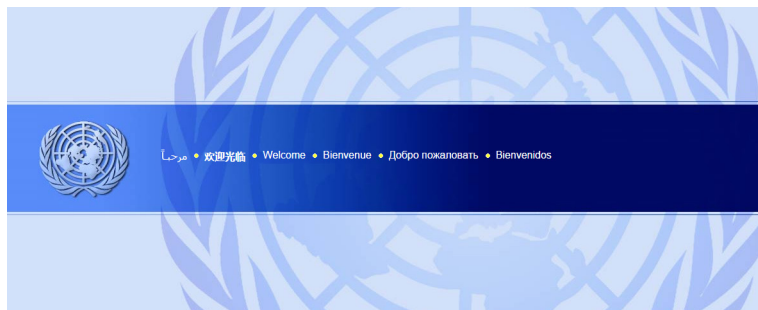 مرحباً • 欢迎光临 • Welcome • Bienvenue • Добро пожаловать • Bienvenidos